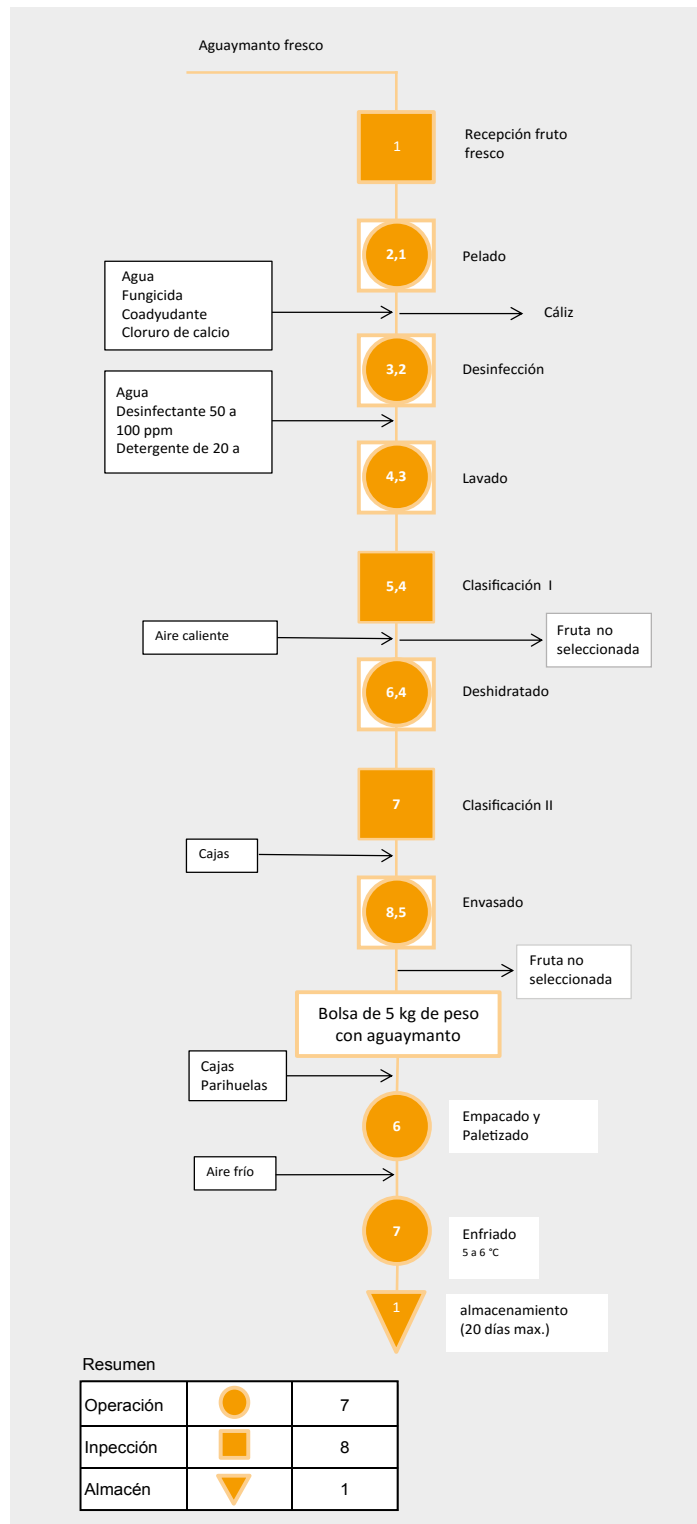 Aguaymanto fresco
1
Recepción fruto
fresco
2,1
Pelado
Agua
Fungicida
Coadyudante
Cloruro de calcio
Cáliz
3,2
Desinfección
Agua
Desinfectante 50 a
100 ppm
Detergente de 20 a
4,3
Lavado
5,4
Clasificación I
Aire caliente
Fruta no
seleccionada
6,4
Deshidratado
7
Clasificación II
Cajas
8,5
Envasado
Fruta no
seleccionada
Bolsa de 5 kg de peso
con aguaymanto
Cajas
Parihuelas
6
Empacado y
Paletizado
Aire frío
7
Enfriado
5 a 6 °C
1
almacenamiento
(20 días max.)
Resumen
Operación 7
Inpección 8
Almacén 1